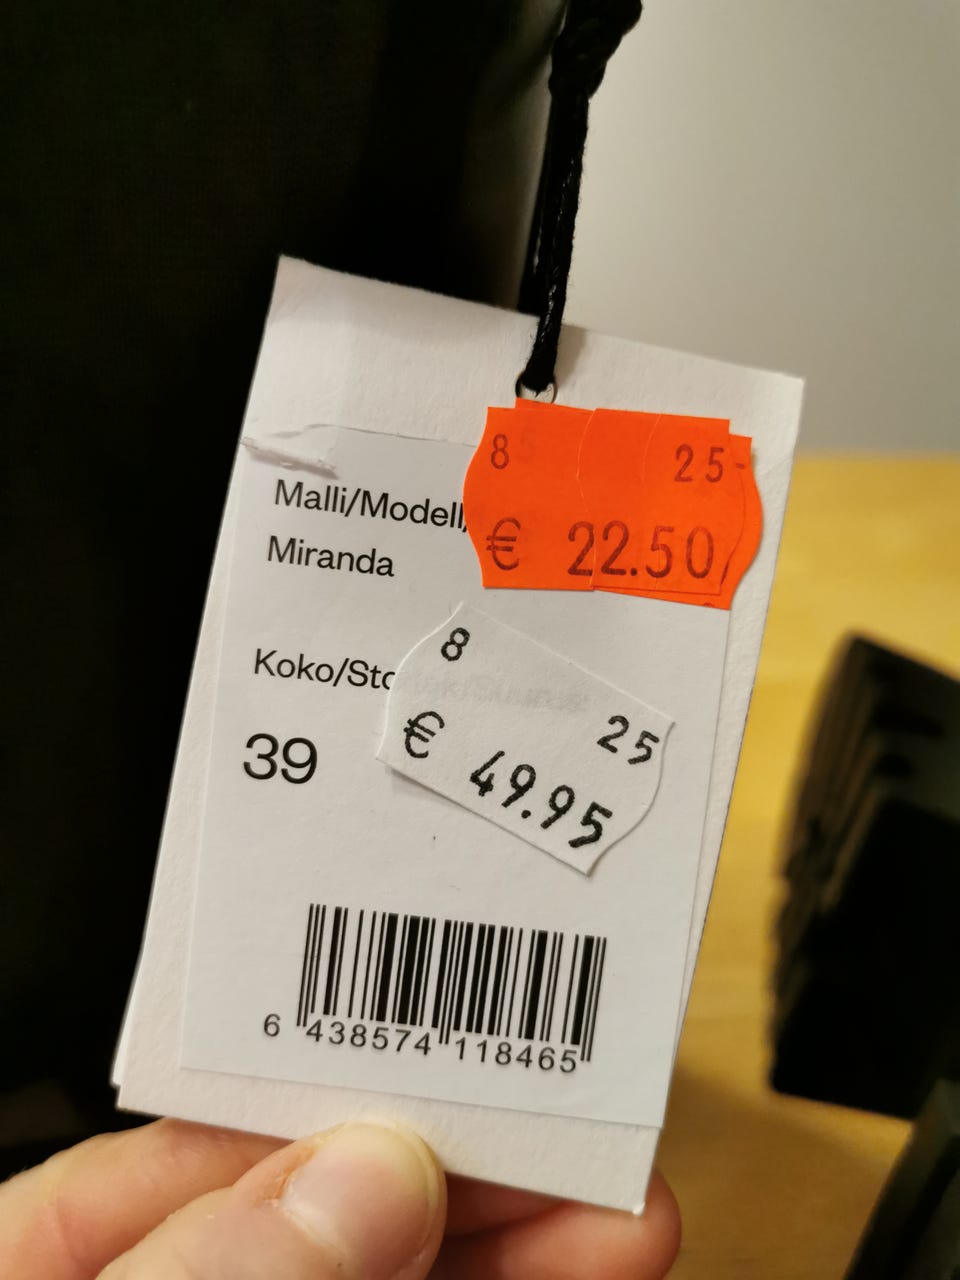 8 25-
€ 22.50
Malli/Modell/
Miranda
8 25
€ 49.95
Koko/Sto
39
6 438574 118465